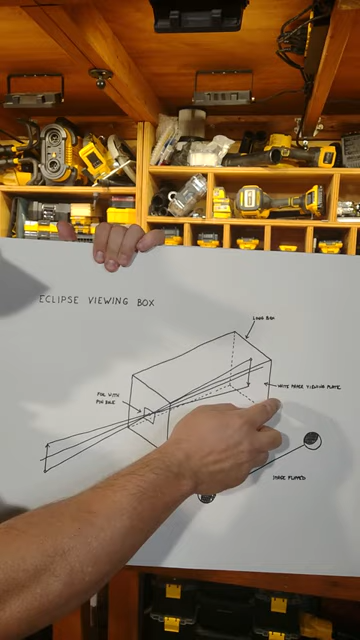 ECLIPSE VIEWING BOX
LONG BOX
FOIL WITH
PIN HOLE
WHITE PAPER VIEWING PLATE
IMAGE FLIPPED